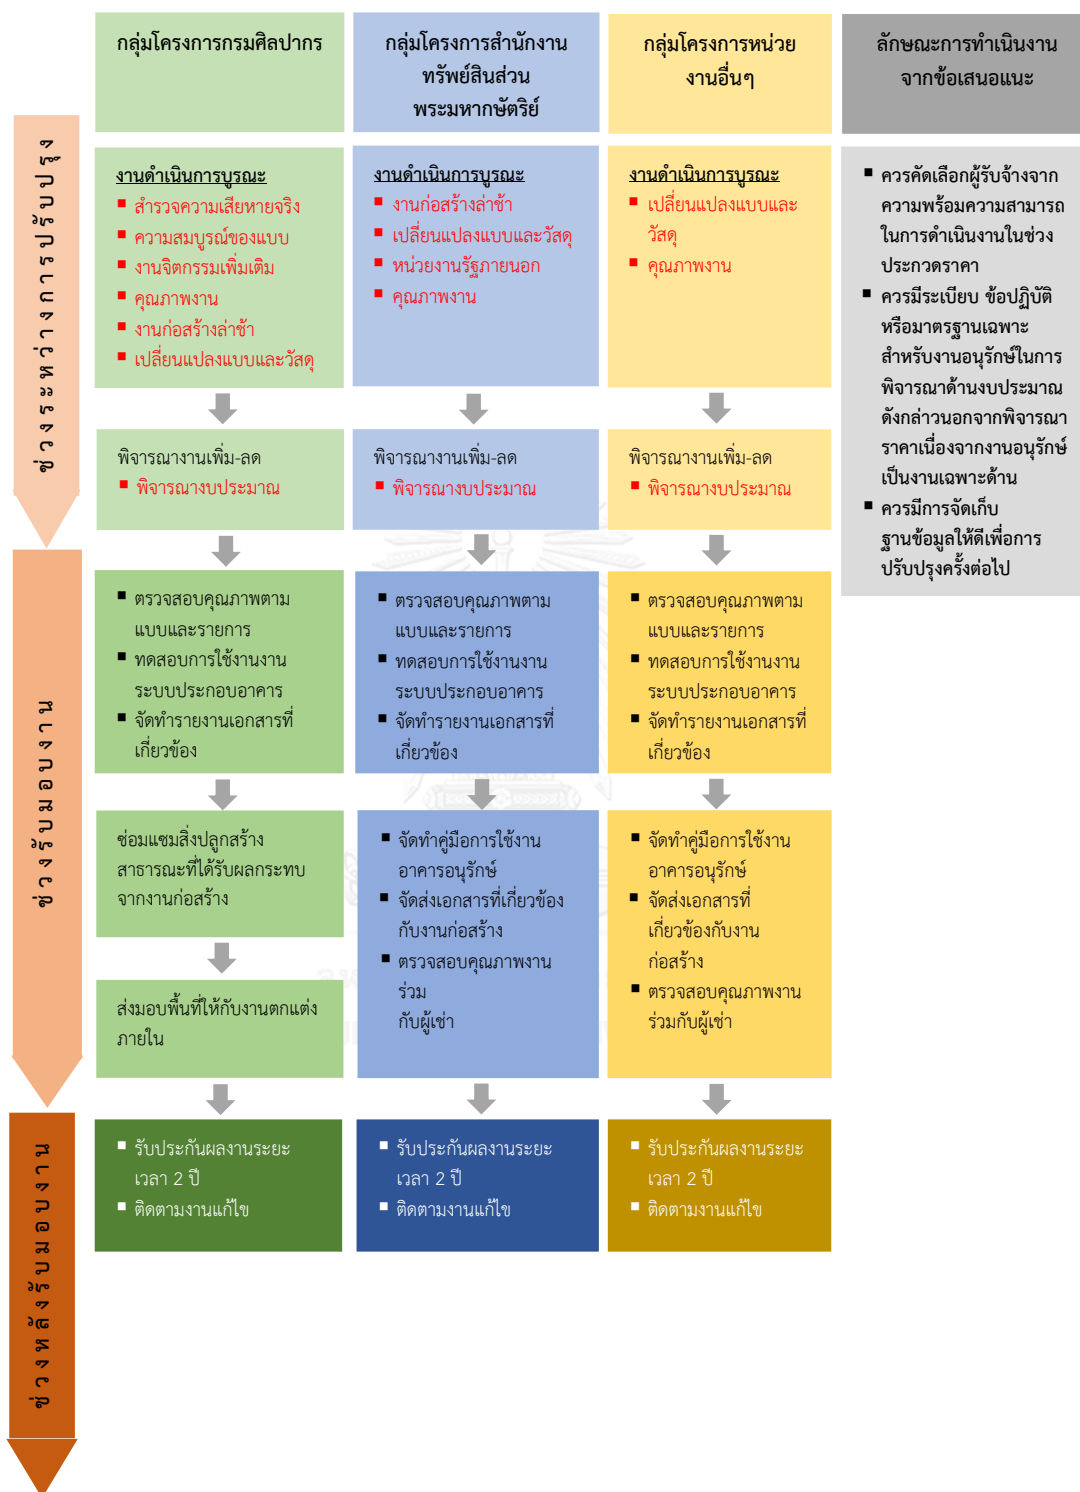 กลุ่มโครงการกรมศิลปากร
กลุ่มโครงการสำนักงาน
ทรัพย์สินส่วน
พระมหากษัตริย์
กลุ่มโครงการหน่วย
งานอื่นๆ
ลักษณะการทำเนินงาน
จากข้อเสนอแนะ
ช่วงระหว่างการปรับปรุง
งานดำเนินการบูรณะ
สำรวจความเสียหายจริง
ความสมบูรณ์ของแบบ
งานจิตกรรมเพิ่มเติม
คุณภาพงาน
งานก่อสร้างล่าช้า
เปลี่ยนแปลงแบบและวัสดุ
งานดำเนินการบูรณะ
งานก่อสร้างล่าช้า
เปลี่ยนแปลงแบบและวัสดุ
หน่วยงานรัฐภายนอก
คุณภาพงาน
งานดำเนินการบูรณะ
เปลี่ยนแปลงแบบและ
วัสดุ
คุณภาพงาน
ควรคัดเลือกผู้รับจ้างจาก
ความพร้อมความสามารถ
ในการดำเนินงานในช่วง
ประกวดราคา
ควรมีระเบียบ ข้อปฏิบัติ
หรือมาตรฐานเฉพาะ
สำหรับงานอนุรักษ์ในการ
พิจารณาด้านงบประมาณ
ดังกล่าวนอกจากพิจารณา
ราคาเนื่องจากงานอนุรักษ์
เป็นงานเฉพาะด้าน
ควรมีการจัดเก็บ
ฐานข้อมูลให้ดีเพื่อการ
ปรับปรุงครั้งต่อไป
พิจารณางานเพิ่ม-ลด
พิจารณางบประมาณ
พิจารณางานเพิ่ม-ลด
พิจารณางบประมาณ
พิจารณางานเพิ่ม-ลด
พิจารณางบประมาณ
ช่วงรับมอบงาน
ตรวจสอบคุณภาพตาม
แบบและรายการ
ทดสอบการใช้งานงาน
ระบบประกอบอาคาร
จัดทำรายงานเอกสารที่
เกี่ยวข้อง
ตรวจสอบคุณภาพตาม
แบบและรายการ
ทดสอบการใช้งานงาน
ระบบประกอบอาคาร
จัดทำรายงานเอกสารที่
เกี่ยวข้อง
ตรวจสอบคุณภาพตาม
แบบและรายการ
ทดสอบการใช้งานงาน
ระบบประกอบอาคาร
จัดทำรายงานเอกสารที่
เกี่ยวข้อง
ซ่อมแซมสิ่งปลูกสร้าง
สาธารณะที่ได้รับผลกระทบ
จากงานก่อสร้าง
ส่งมอบพื้นที่ให้กับงานตกแต่ง
ภายใน
จัดทำคู่มือการใช้งาน
อาคารอนุรักษ์
จัดส่งเอกสารที่เกี่ยวข้อง
กับงานก่อสร้าง
ตรวจสอบคุณภาพงาน
ร่วม
กับผู้เช่า
จัดทำคู่มือการใช้งาน
อาคารอนุรักษ์
จัดส่งเอกสารที่
เกี่ยวข้องกับงาน
ก่อสร้าง
ตรวจสอบคุณภาพงาน
ร่วมกับผู้เช่า
ช่วงหลังรับมอบงาน
รับประกันผลงานระยะ
เวลา 2 ปี
ติดตามงานแก้ไข
รับประกันผลงานระยะ
เวลา 2 ปี
ติดตามงานแก้ไข
รับประกันผลงานระยะ
เวลา 2 ปี
ติดตามงานแก้ไข